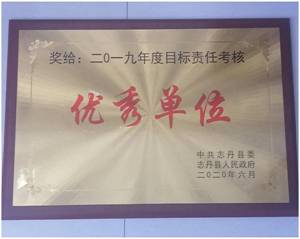 奖给：二0一九年度目标责任考核
优秀单位
中共志丹县委
志丹县人民政府
二〇二〇年六月